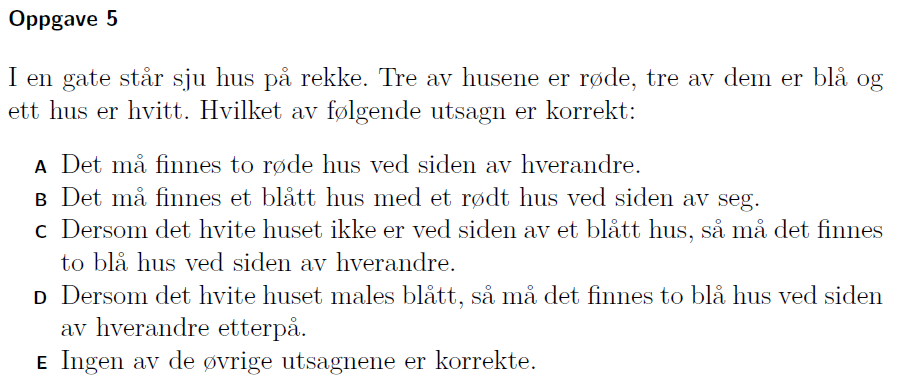 Oppgave 5
I en gate står sju hus på rekke. Tre av husene er røde, tre av dem er blå og
ett hus er hvitt. Hvilket av følgende utsagn er korrekt:
A Det må finnes to røde hus ved siden av hverandre.
B Det må finnes et blått hus med et rødt hus ved siden av seg.
C Dersom det hvite huset ikke er ved siden av et blått hus, så må det finnes
to blå hus ved siden av hverandre.
D Dersom det hvite huset males blått, så må det finnes to blå hus ved siden
av hverandre etterpå.
E Ingen av de øvrige utsagnene er korrekte.